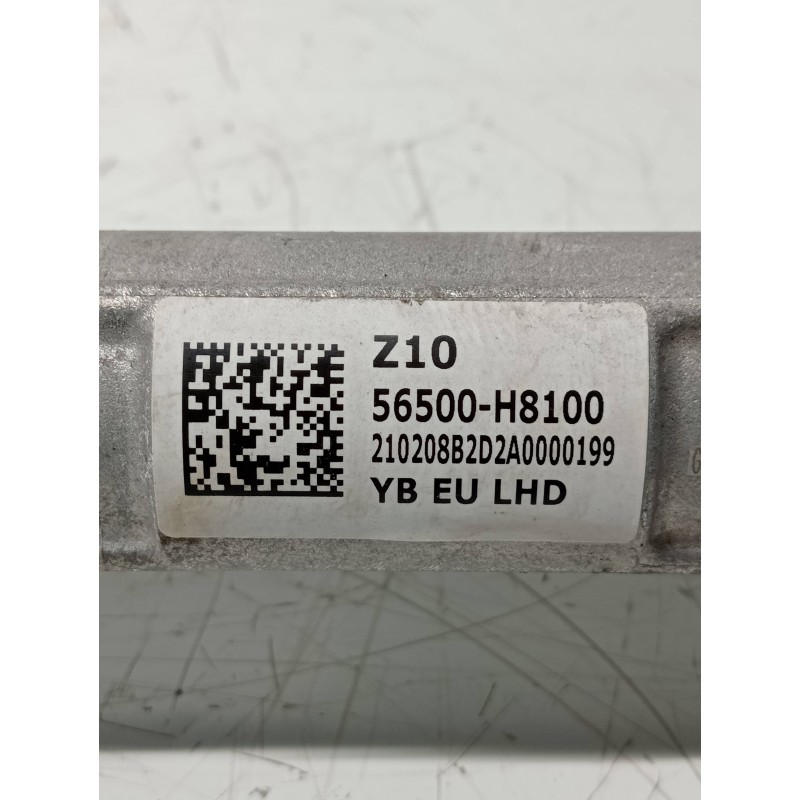 Z10
56500-H8100
210208B2D2A0000199
YB EU LHD